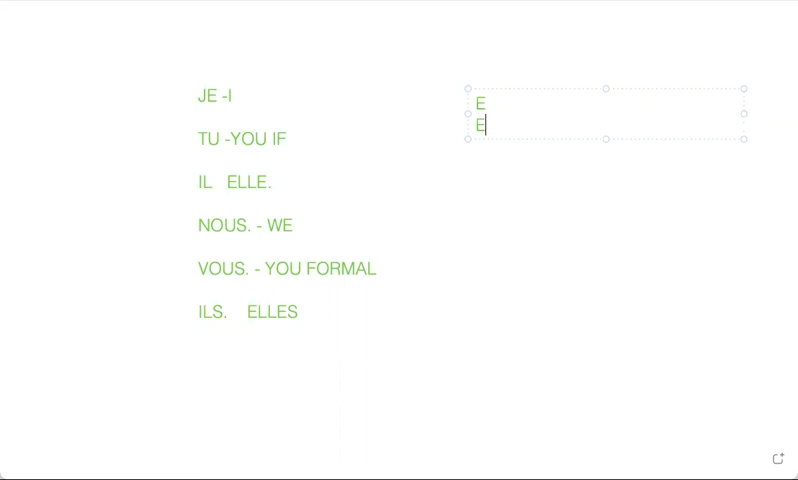 JE -I
TU -YOU IF
IL ELLE.
NOUS. - WE
VOUS. - YOU FORMAL
ILS. ELLES
E
E